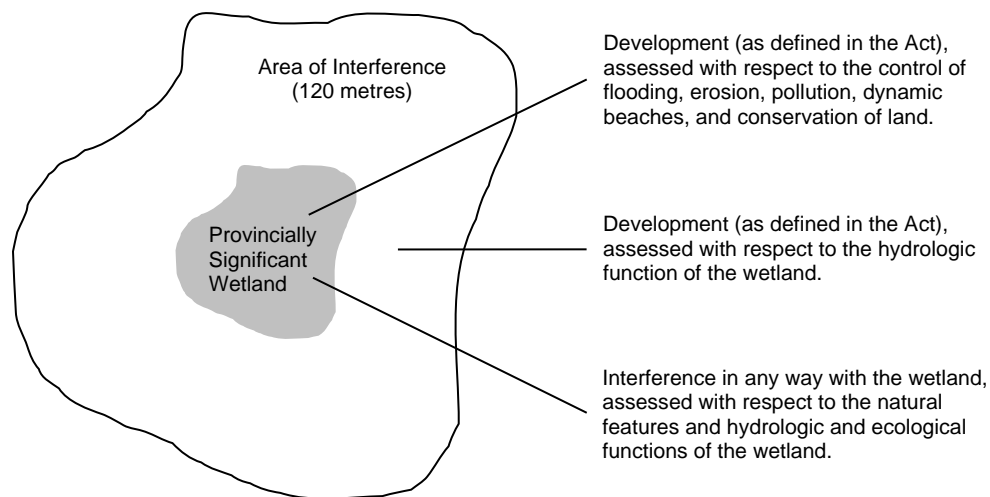 Area of Interference
(120 metres)
Provincially
Significant
Wetland
Development (as defined in the Act),
assessed with respect to the control of
flooding, erosion, pollution, dynamic
beaches, and conservation of land.
Development (as defined in the Act),
assessed with respect to the hydrologic
function of the wetland.
Interference in any way with the wetland,
assessed with respect to the natural
features and hydrologic and ecological
functions of the wetland.